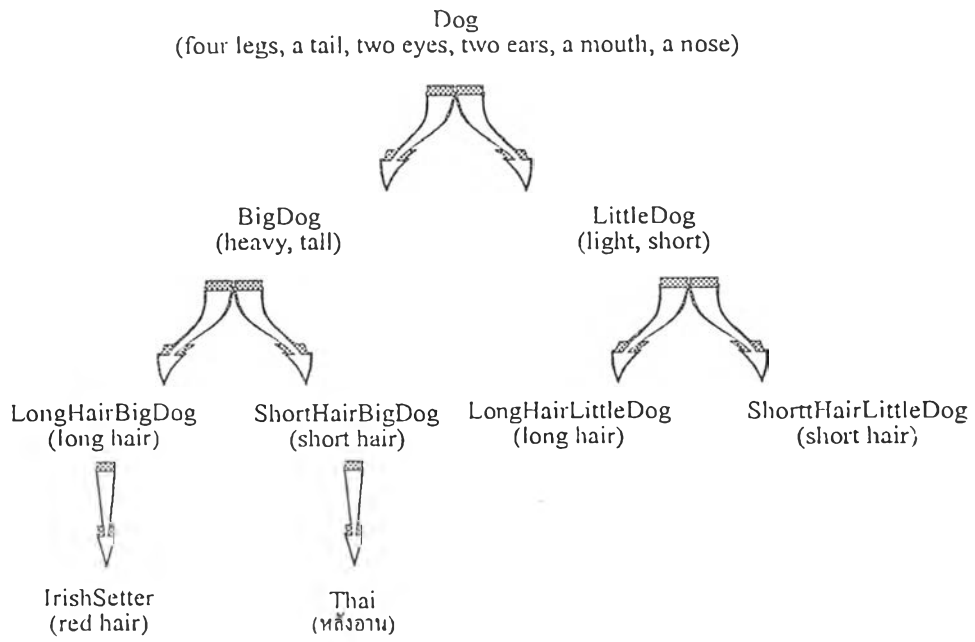 Dog
(four legs, a tail, two eyes, two ears, a mouth, a nose)
BigDog
(heavy, tall)
LittleDog
(light, short)
LongHairBigDog
(long hair)
ShortHairBigDog
(short hair)
LongHairLittleDog
(long hair)
ShorttHairLittleDog
(short hair)
IrishSetter
(red hair)
Thai
(หลังอาน)